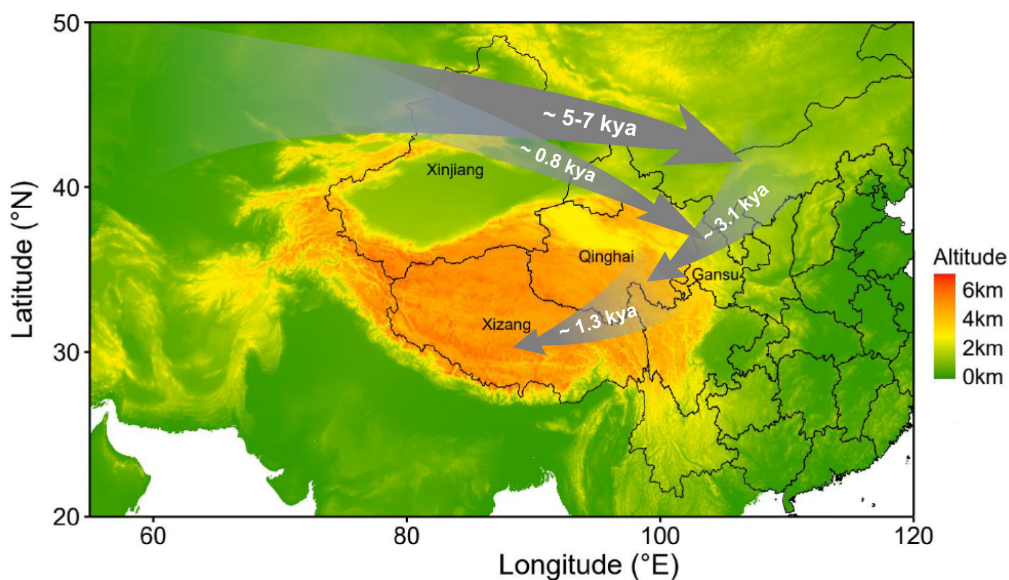 50
40
30
20
Latitude (°N)
~ 5-7 kya
~ 0.8 kya
~ 3.1 kya
~ 1.3 kya
Xinjiang
Qinghai
Gansu
Xizang
Altitude
6km
4km
2km
0km
60
80
100
120
Longitude (°E)